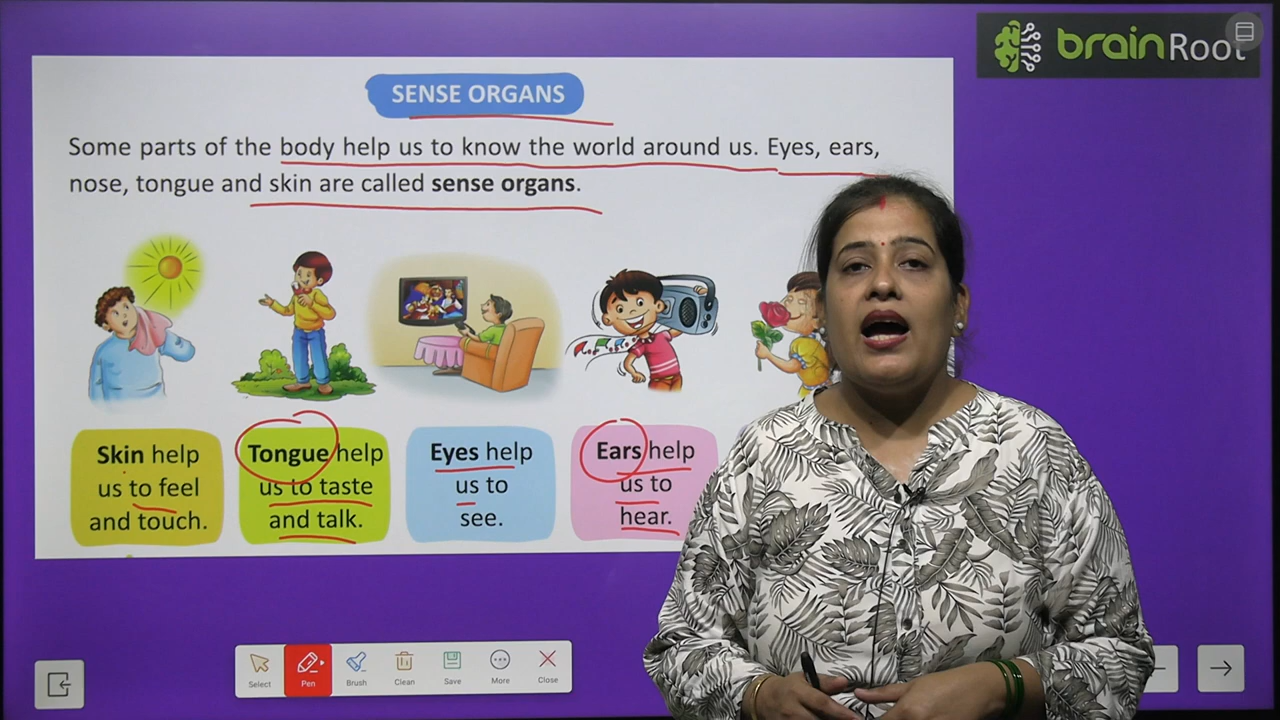 brainRoot
SENSE ORGANS
Some parts of the body help us to know the world around us. Eyes, ears,
nose, tongue and skin are called sense organs.
Skin help
us to feel
and touch.
Tongue help
us to taste
and talk.
Eyes help
us to
see.
Ears help
us to
hear.
Select
Pen
Brush
Clean
Save
More
Close